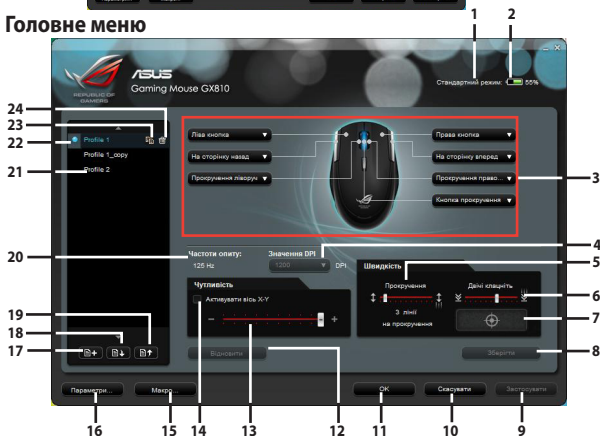 Параметри... Макро...
Головне меню
1 2
REPUBLIC OF
GAMERS
ASUS
Gaming Mouse GX810
Стандартний режим: 55%
24
23
22
21
Profile 1
Profile 1_copy
Profile 2
Ліва кнопка
На сторінку назад
Прокручення ліворуч
Права кнопка
На сторінку вперед
Прокручення право...
Кнопка прокручення
3
20
Частоти опиту:
125 Hz
Значення DPI
1200 DPI
4
Чутливість
Активувати вісь X-Y
- +
Швидкість
5
Прокручення
3 лінії
на прокручення
Двічі клацніть
6
7
19
18
17
Відновити
Зберегти
8
Параметри... Макро... OK Скасувати Застосувати
16 15 14 13 12 11 10 9